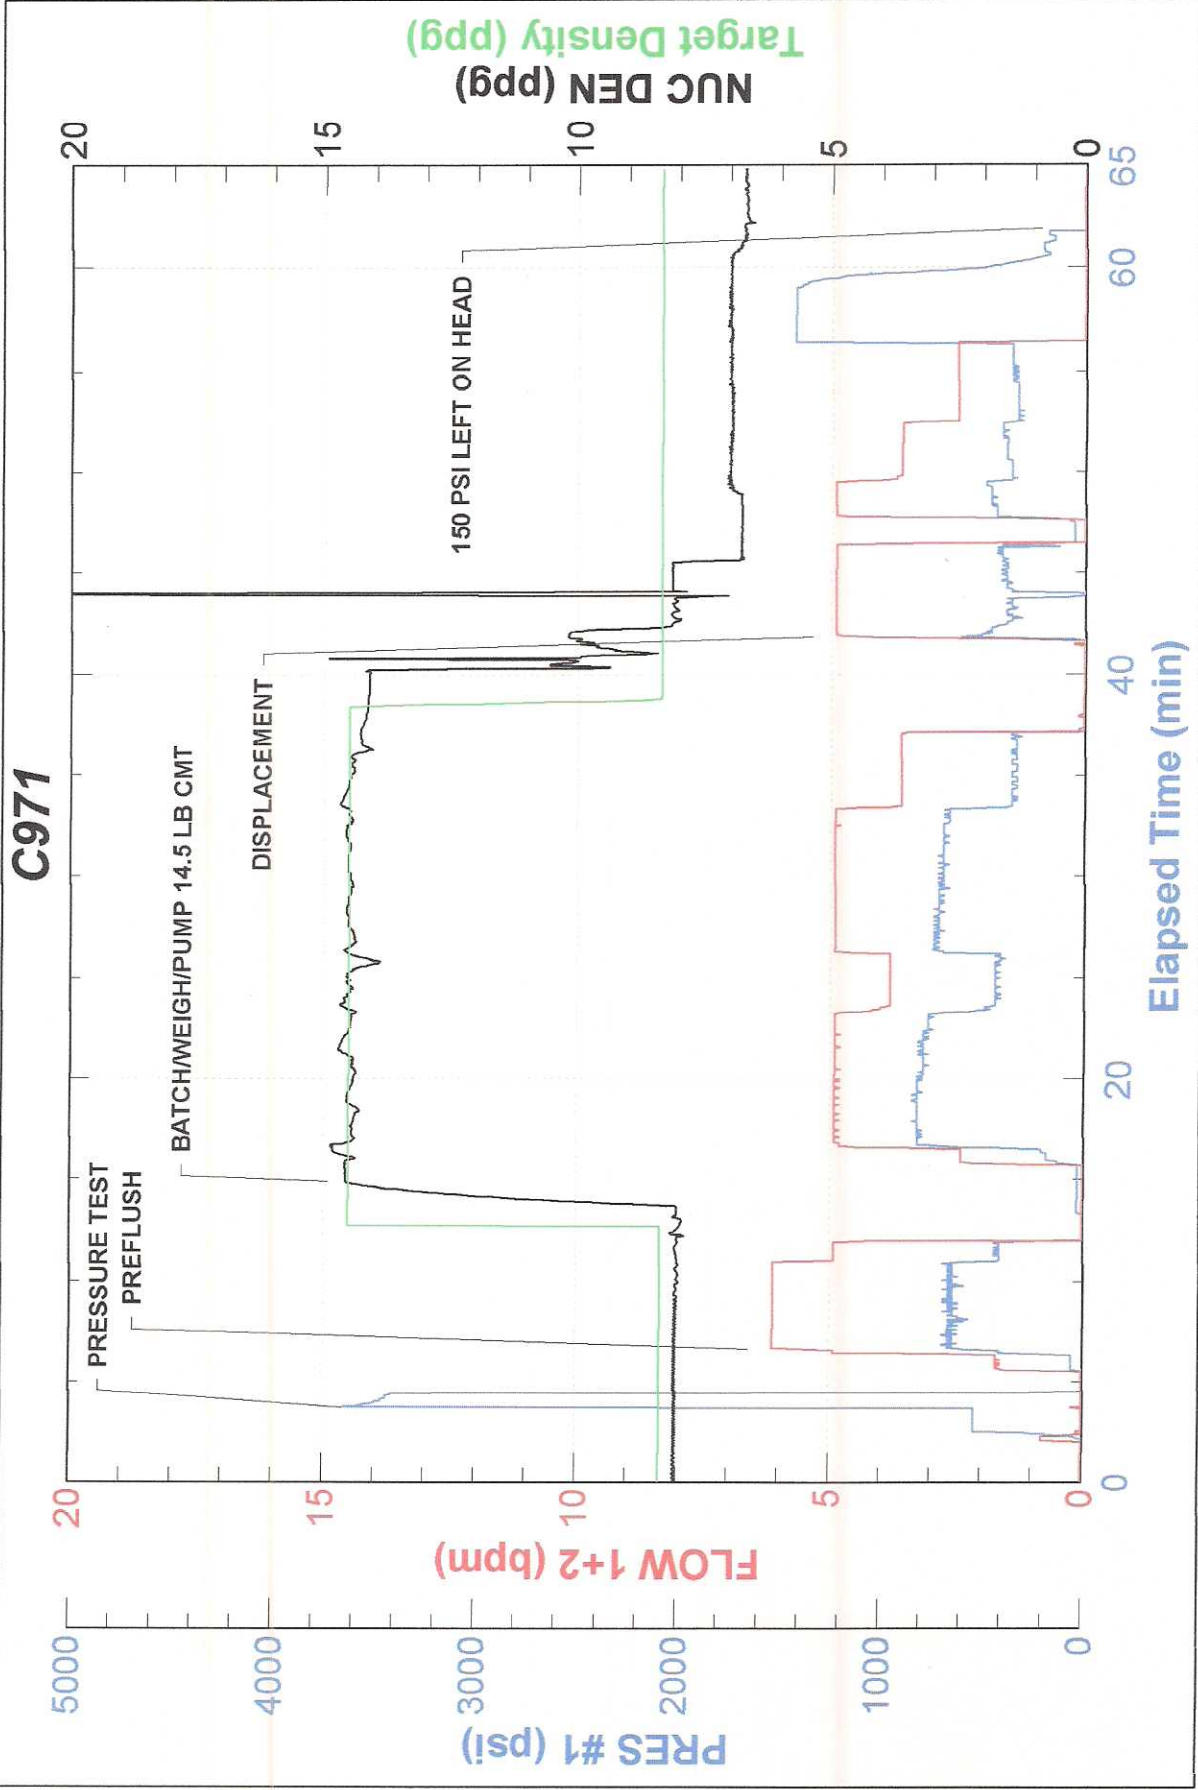 C971
PRES #1 (psi)
5000
4000
3000
2000
1000
0
FLOW 1+2 (bpm)
20
15
10
5
0
PRESSURE TEST
PREFLUSH
BATCH/WEIGH/PUMP 14.5 LB CMT
DISPLACEMENT
150 PSI LEFT ON HEAD
20
15
10
5
0
NUC DEN (ppg)
Target Density (ppg)
0
20
40
60
65
Elapsed Time (min)